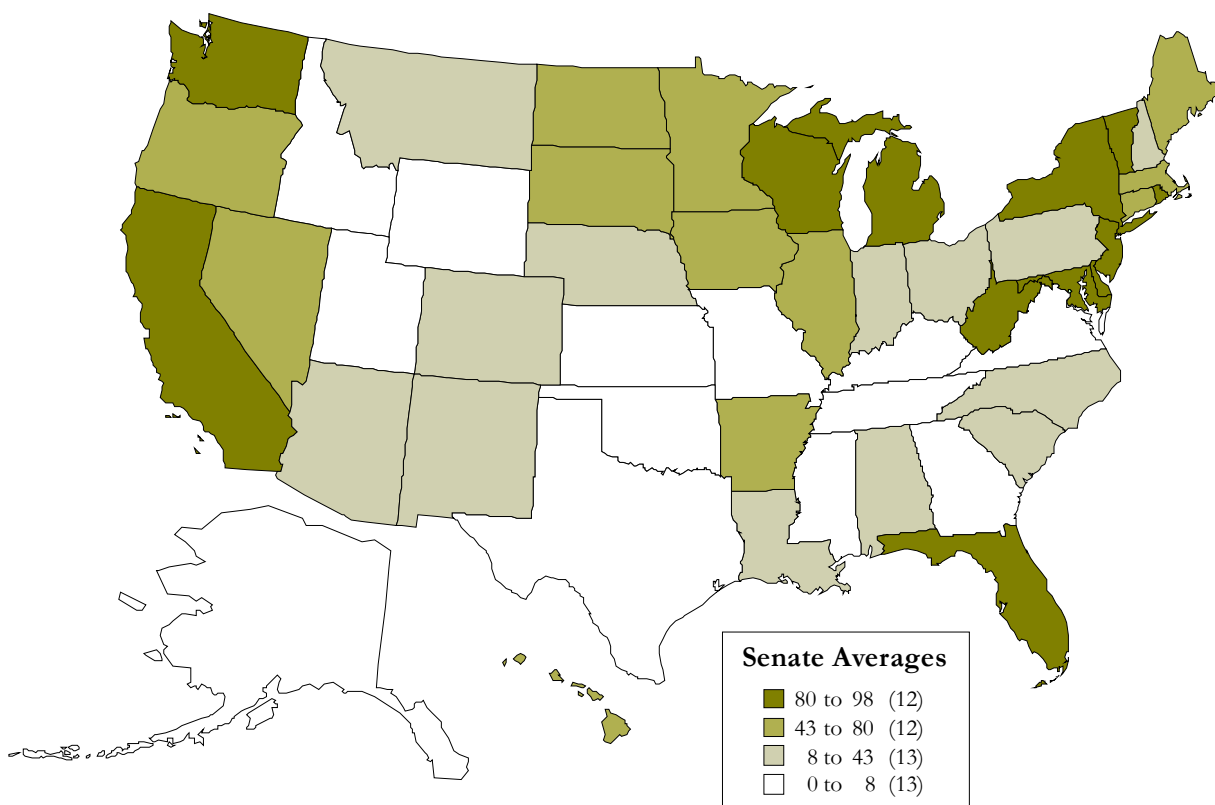 Senate Averages
80 to 98 (12)
43 to 80 (12)
8 to 43 (13)
0 to 8 (13)